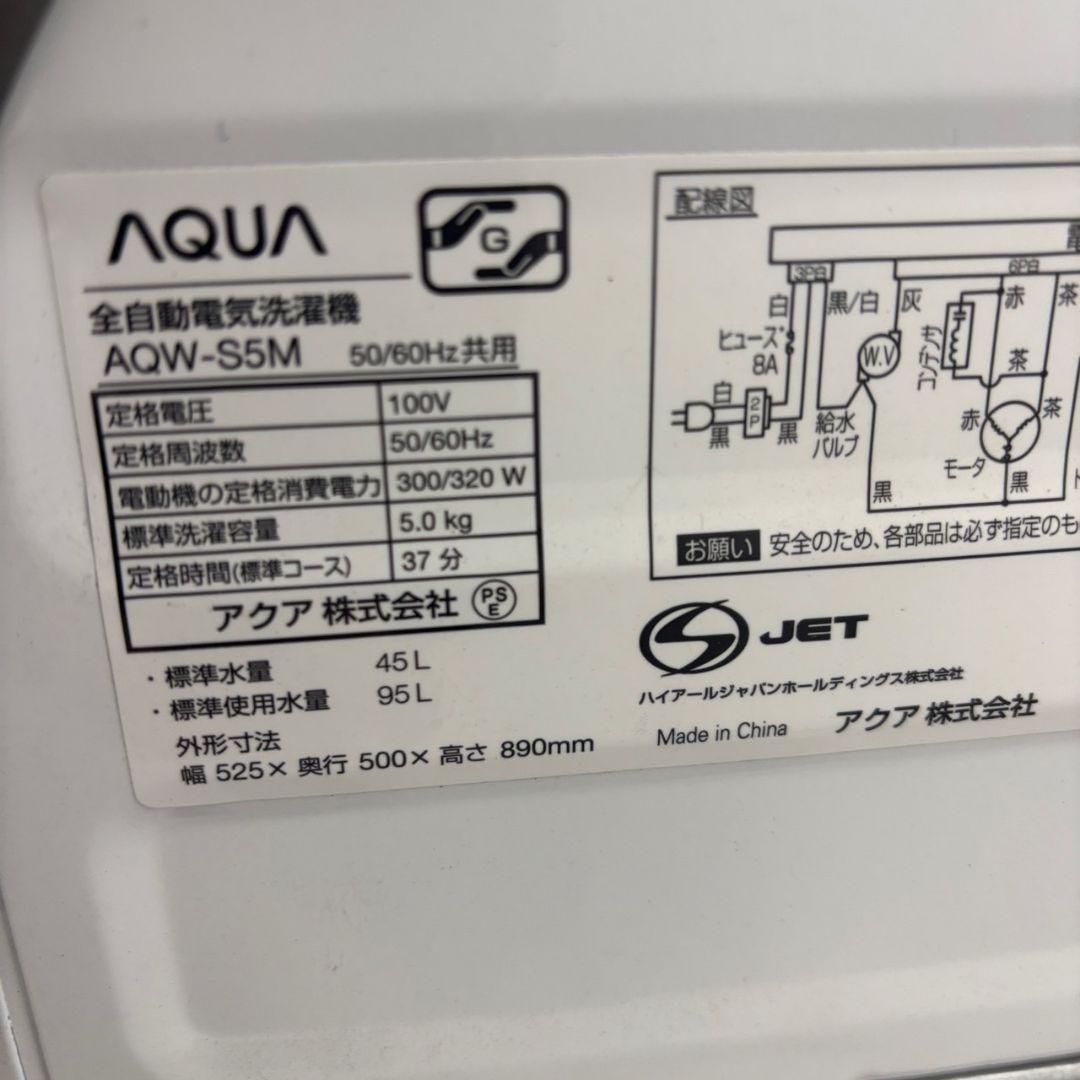 AQUA
G
全自動電気洗濯機
AQW-S5M 50/60Hz共用
定格電圧 100V
定格周波数 50/60Hz
電動機の定格消費電力 300/320 W
標準洗濯容量 5.0 kg
定格時間(標準コース) 37 分
アクア 株式会社 PSE
・標準水量 45L
・標準使用水量 95L
外形寸法
幅 525× 奥行 500× 高さ 890mm
配線図
電
3P白
6P白
白
黒/白
灰
赤
茶
ヒューズ
8A
W.V
コンデンサ
茶
白
2P
黒
黒
給水
バルブ
赤
茶
モータ
黒
黒
お願い 安全のため、各部品は必ず指定のも
S JET
ハイアールジャパンホールディングス株式会社
Made in China アクア 株式会社